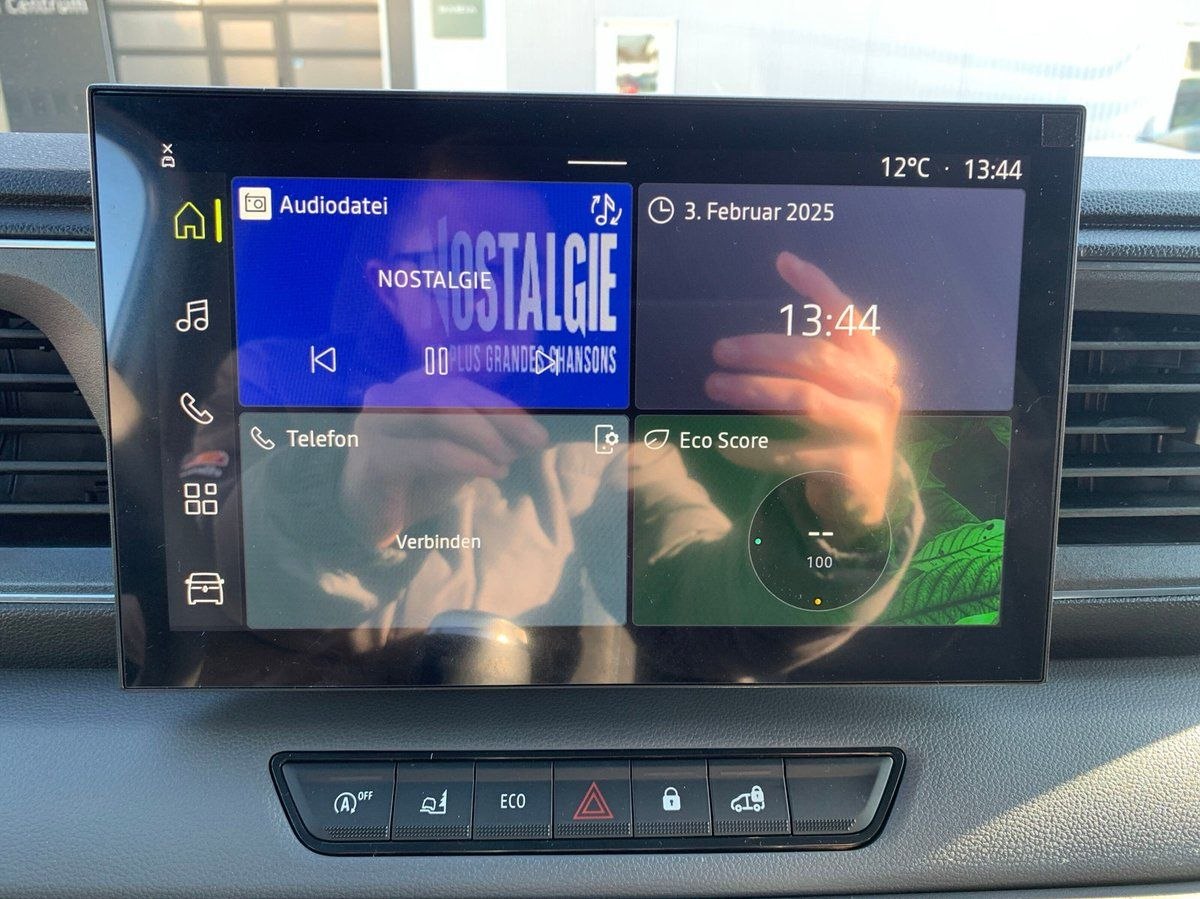 Centrum
12°C · 13:44
Audiodatei
NOSTALGIE
NOSTALGIE
PLUS GRANDES CHANSONS
3. Februar 2025
13:44
Telefon
Verbinden
Eco Score
--
100
A OFF
ECO